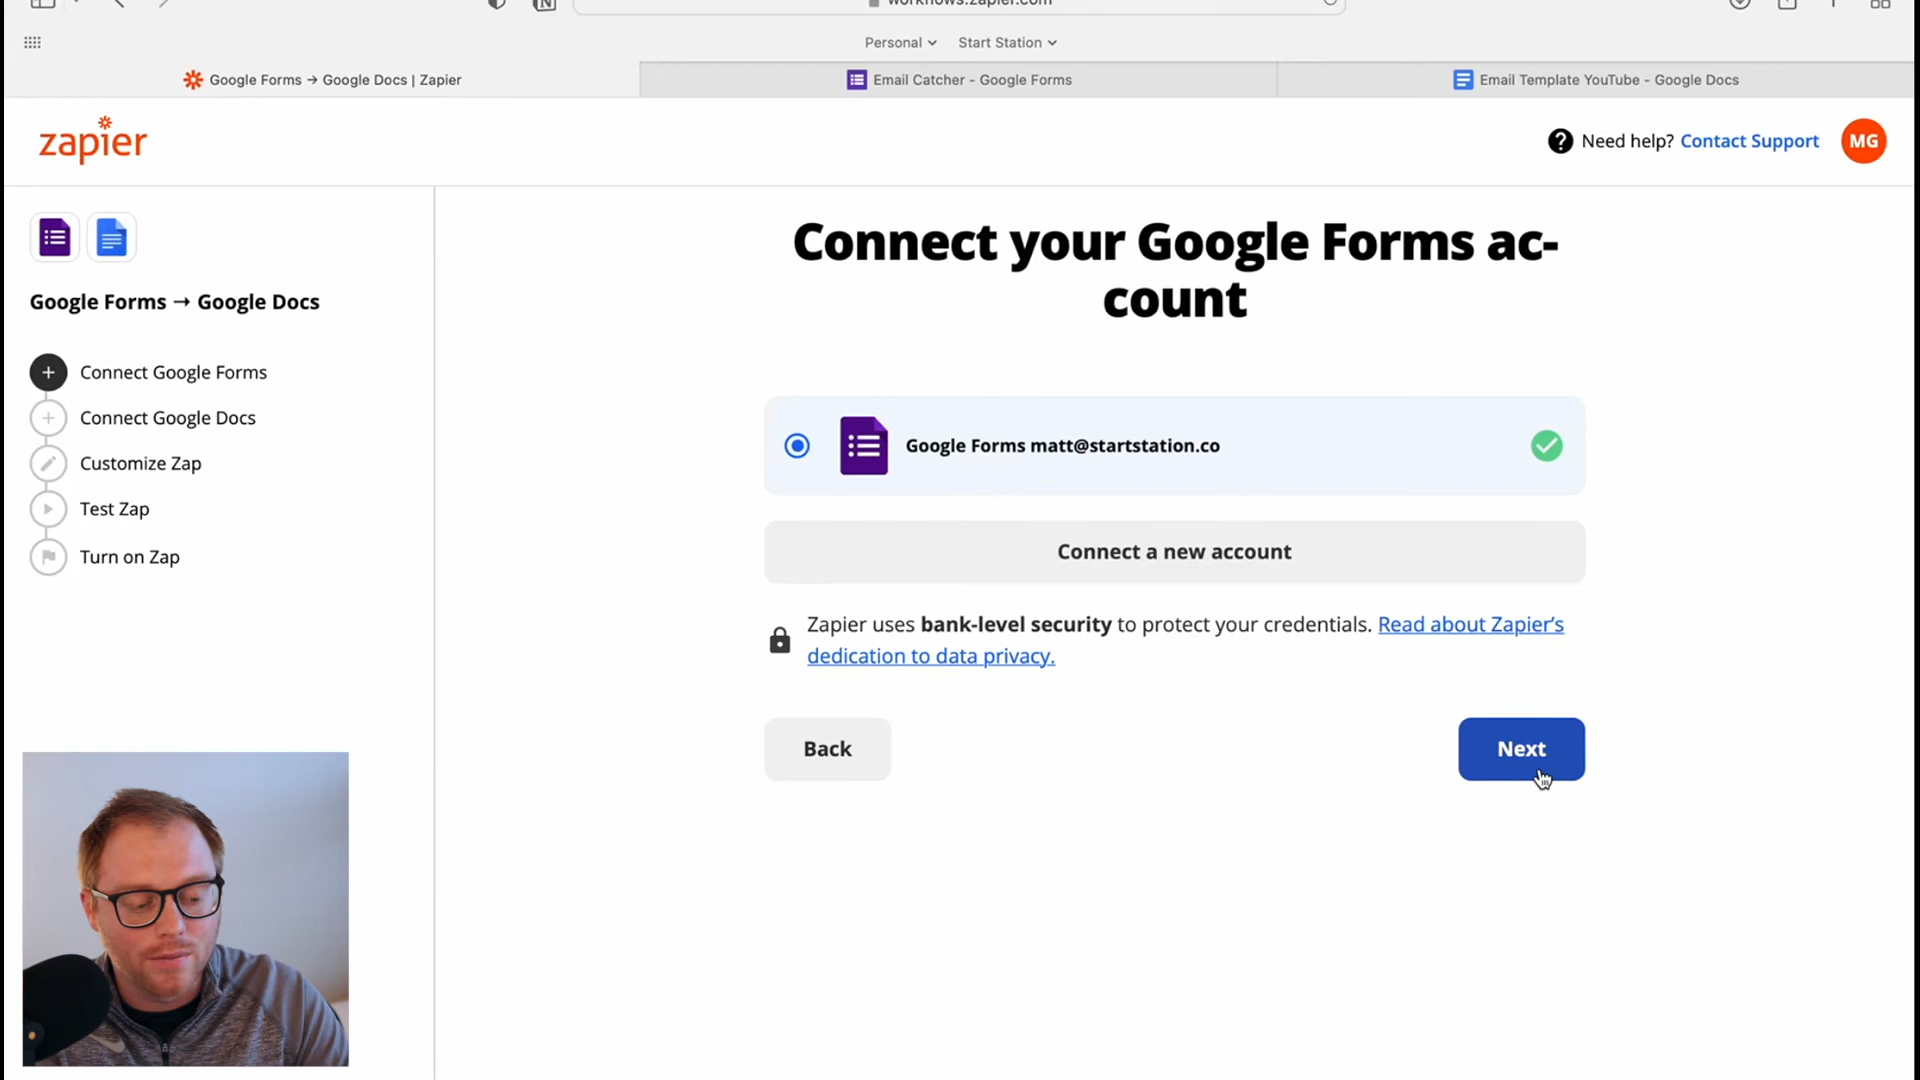 workflows.zapier.com
Personal
Start Station
Google Forms → Google Docs | Zapier
Email Catcher - Google Forms
Email Template YouTube - Google Docs
zapier
? Need help? Contact Support
MG
Google Forms → Google Docs
Connect Google Forms
Connect Google Docs
Customize Zap
Test Zap
Turn on Zap
Connect your Google Forms ac-
count
Google Forms matt@startstation.co
Connect a new account
Zapier uses bank-level security to protect your credentials. Read about Zapier's
dedication to data privacy.
Back
Next